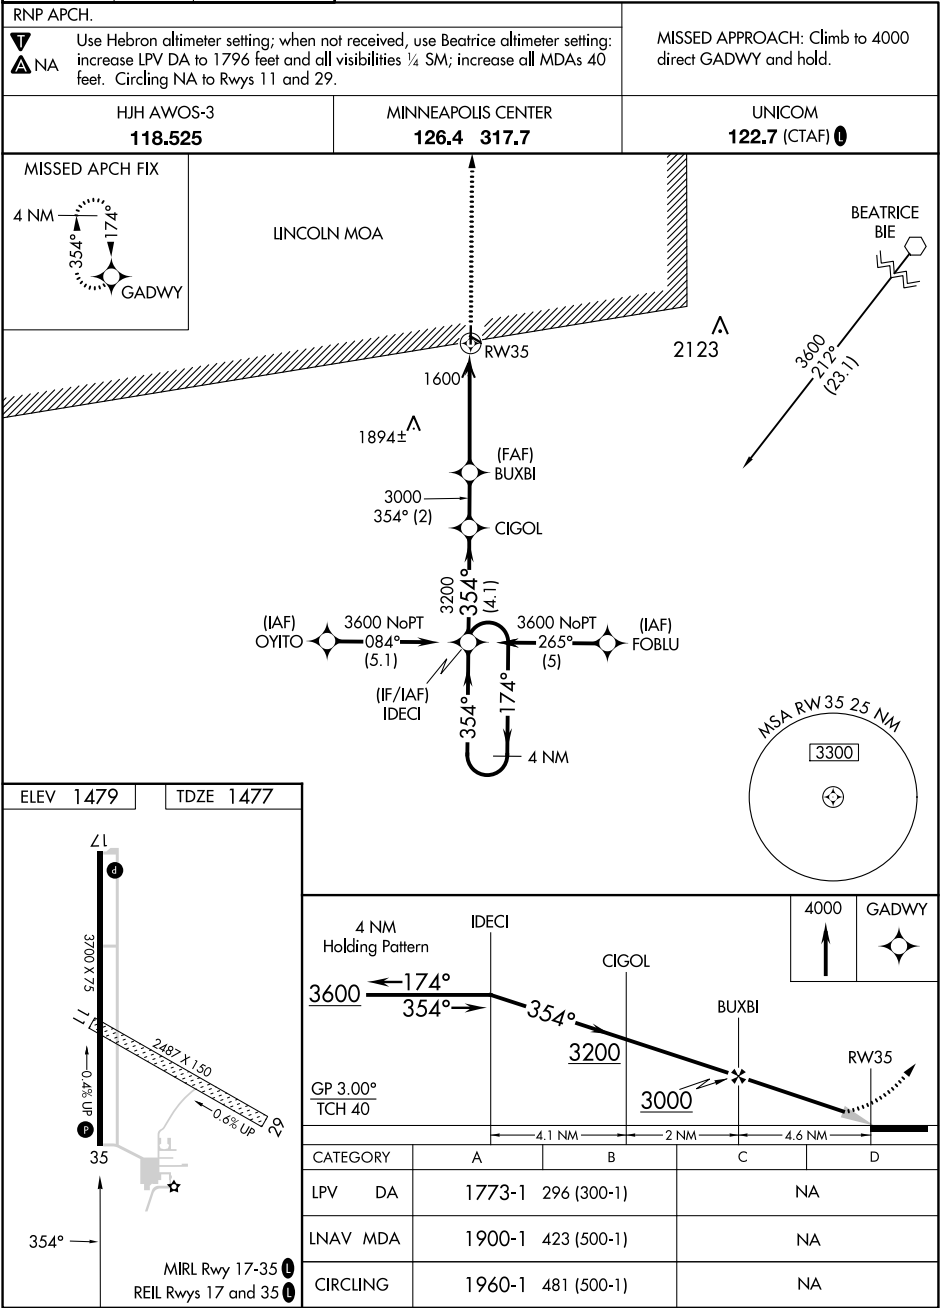 RNP APCH.
T
A NA
Use Hebron altimeter setting; when not received, use Beatrice altimeter setting:
increase LPV DA to 1796 feet and all visibilities ¼ SM; increase all MDAs 40
feet. Circling NA to Rwys 11 and 29.
MISSED APPROACH: Climb to 4000
direct GADWY and hold.
HJH AWOS-3
118.525
MINNEAPOLIS CENTER
126.4 317.7
UNICOM
122.7 (CTAF) L
MISSED APCH FIX
4 NM
354°
174°
GADWY
LINCOLN MOA
BEATRICE
BIE
3600
212°
(23.1)
2123
RW35
1600
1894±
(FAF)
BUXBI
3000
354° (2)
CIGOL
3200
354°
(4.1)
(IAF)
OYITO
3600 NoPT
084°
(5.1)
3600 NoPT
265°
(5)
(IAF)
FOBLU
(IF/IAF)
IDECI
354°
174°
4 NM
MSA RW35 25 NM
3300
ELEV 1479
TDZE 1477
17
P
3700 X 75
11
2487 X 150
0.4% UP
0.6% UP
29
P
35
354°
MIRL Rwy 17-35 L
REIL Rwys 17 and 35 L
4 NM
Holding Pattern
IDECI
CIGOL
BUXBI
RW35
4000
GADWY
3600
174°
354°
354°
3200
3000
GP 3.00°
TCH 40
4.1 NM
2 NM
4.6 NM
CATEGORY A B C D
LPV DA 1773-1 296 (300-1) NA
LNAV MDA 1900-1 423 (500-1) NA
CIRCLING 1960-1 481 (500-1) NA